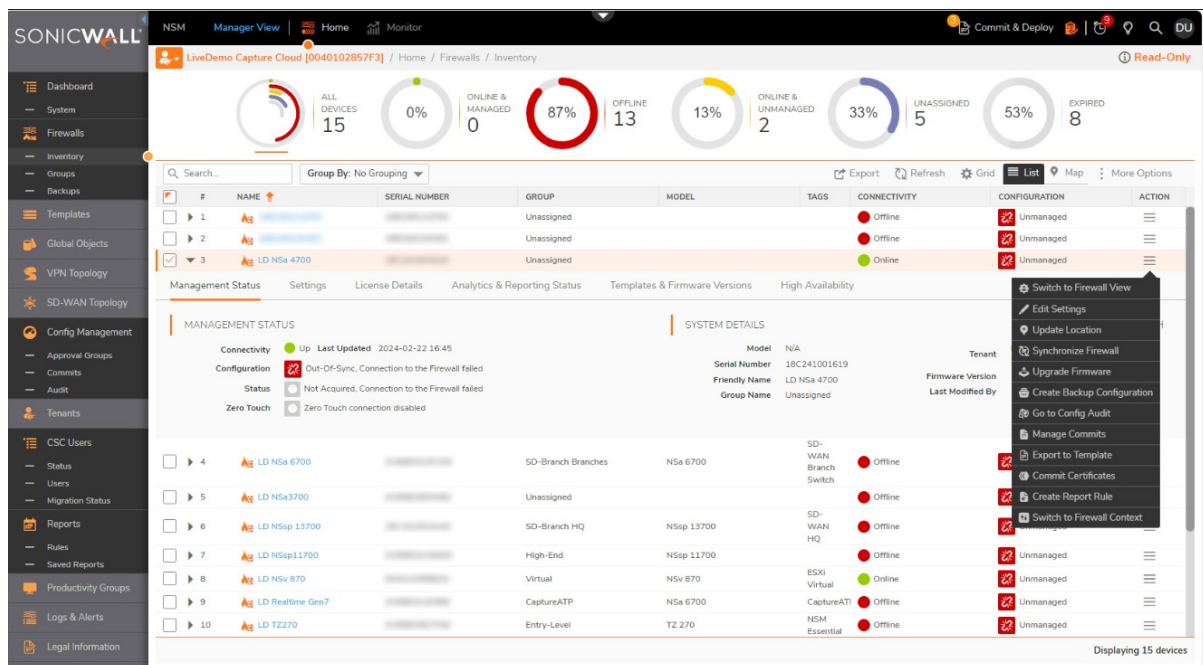 SONICWALL
NSM Manager View Home Monitor
3 Commit & Deploy 9 DU
LiveDemo Capture Cloud [0040102857F3] / Home / Firewalls / Inventory
Read-Only
Dashboard
System
Firewalls
Inventory
Groups
Backups
Templates
Global Objects
VPN Topology
SD-WAN Topology
Config Management
Approval Groups
Commits
Audit
Tenants
CSC Users
Status
Users
Migration Status
Reports
Rules
Saved Reports
Productivity Groups
Logs & Alerts
Legal Information
ALL DEVICES 15
0% ONLINE & MANAGED 0
87% OFFLINE 13
13% ONLINE & UNMANAGED 2
33% UNASSIGNED 5
53% EXPIRED 8
Search... Group By: No Grouping Export Refresh Grid List Map More Options
# NAME SERIAL NUMBER GROUP MODEL TAGS CONNECTIVITY CONFIGURATION ACTION
1 Unassigned Offline Unmanaged
2 Unassigned Offline Unmanaged
3 LD NSa 4700 Unassigned Online Unmanaged
Management Status Settings License Details Analytics & Reporting Status Templates & Firmware Versions High Availability
MANAGEMENT STATUS
Connectivity Up Last Updated 2024-02-22 16:45
Configuration Out-Of-Sync, Connection to the Firewall failed
Status Not Acquired, Connection to the Firewall failed
Zero Touch Zero Touch connection disabled
SYSTEM DETAILS
Model N/A
Serial Number 18C241001619
Friendly Name LD NSa 4700
Group Name Unassigned
Tenant
Firmware Version
Last Modified By
Switch to Firewall View
Edit Settings
Update Location
Synchronize Firewall
Upgrade Firmware
Create Backup Configuration
Go to Config Audit
Manage Commits
Export to Template
Commit Certificates
Create Report Rule
Switch to Firewall Context
4 LD NSa 6700 SD-Branch Branches NSa 6700 SD-WAN Branch Switch Offline
5 LD NSa3700 Unassigned Offline
6 LD NSsp 13700 SD-Branch HQ NSsp 13700 SD-WAN HQ Offline
7 LD NSsp11700 High-End NSsp 11700 Offline Unmanaged
8 LD NSv 870 Virtual NSv 870 ESXi Virtual Online Unmanaged
9 LD Realtime Gen7 CaptureATP NSa 6700 CaptureATI Offline Unmanaged
10 LD TZ270 Entry-Level TZ 270 NSM Essential Offline Unmanaged
Displaying 15 devices